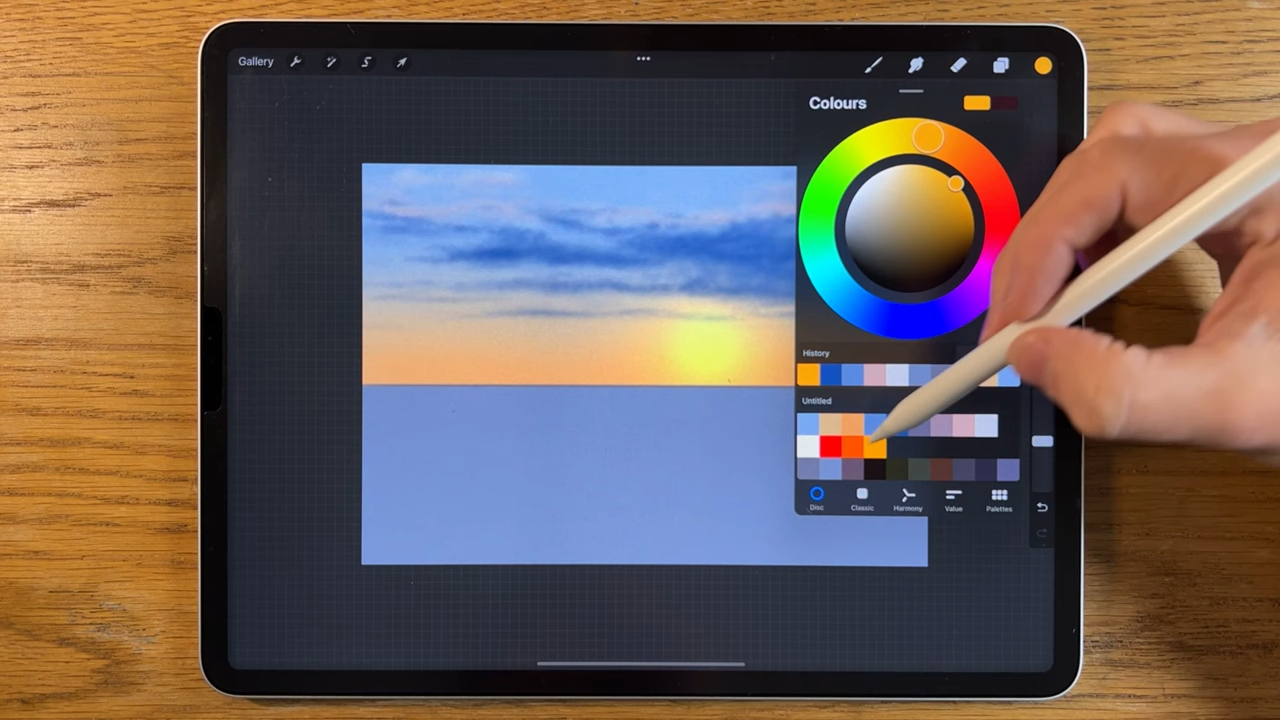 Gallery
Colours
History
Untitled
Disc
Classic
Harmony
Value
Palettes